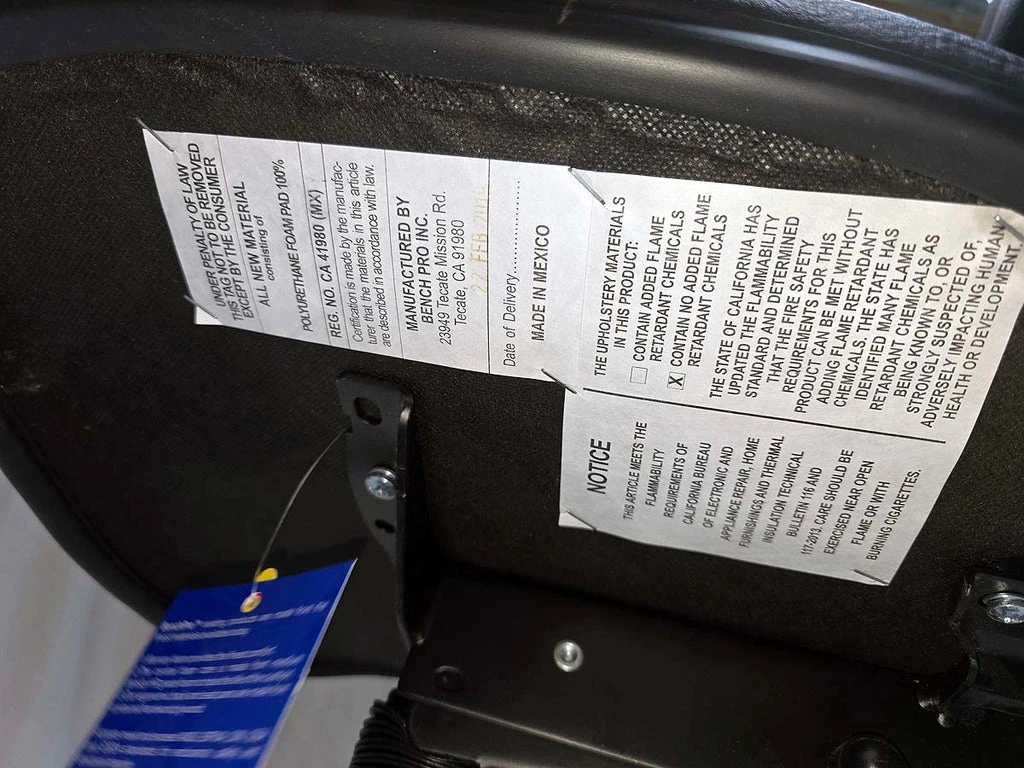 UNDER PENALTY OF LAW
THIS TAG NOT TO BE REMOVED
EXCEPT BY THE CONSUMER
ALL NEW MATERIAL
consisting of
POLYURETHANE FOAM PAD 100%
REG. NO. CA 41980 (MX)
Certification is made by the manufac-
turer that the materials in this article
are described in accordance with law.
MANUFACTURED BY
BENCH PRO INC.
23949 Tecate Mission Rd.
Tecate, CA 91980
FEB
Date of Delivery..................
MADE IN MEXICO
THE UPHOLSTERY MATERIALS
IN THIS PRODUCT:
CONTAIN ADDED FLAME
RETARDANT CHEMICALS
X CONTAIN NO ADDED FLAME
RETARDANT CHEMICALS
THE STATE OF CALIFORNIA HAS
UPDATED THE FLAMMABILITY
STANDARD AND DETERMINED
THAT THE FIRE SAFETY
REQUIREMENTS FOR THIS
PRODUCT CAN BE MET WITHOUT
ADDING FLAME RETARDANT
CHEMICALS. THE STATE HAS
IDENTIFIED MANY FLAME
RETARDANT CHEMICALS AS
BEING KNOWN TO, OR
STRONGLY SUSPECTED OF,
ADVERSELY IMPACTING HUMAN
HEALTH OR DEVELOPMENT.
NOTICE
THIS ARTICLE MEETS THE
FLAMMABILITY
REQUIREMENTS OF
CALIFORNIA BUREAU
OF ELECTRONIC AND
APPLIANCE REPAIR, HOME
FURNISHINGS AND THERMAL
INSULATION TECHNICAL
BULLETIN 116 AND
117-2013. CARE SHOULD BE
EXERCISED NEAR OPEN
FLAME OR WITH
BURNING CIGARETTES.